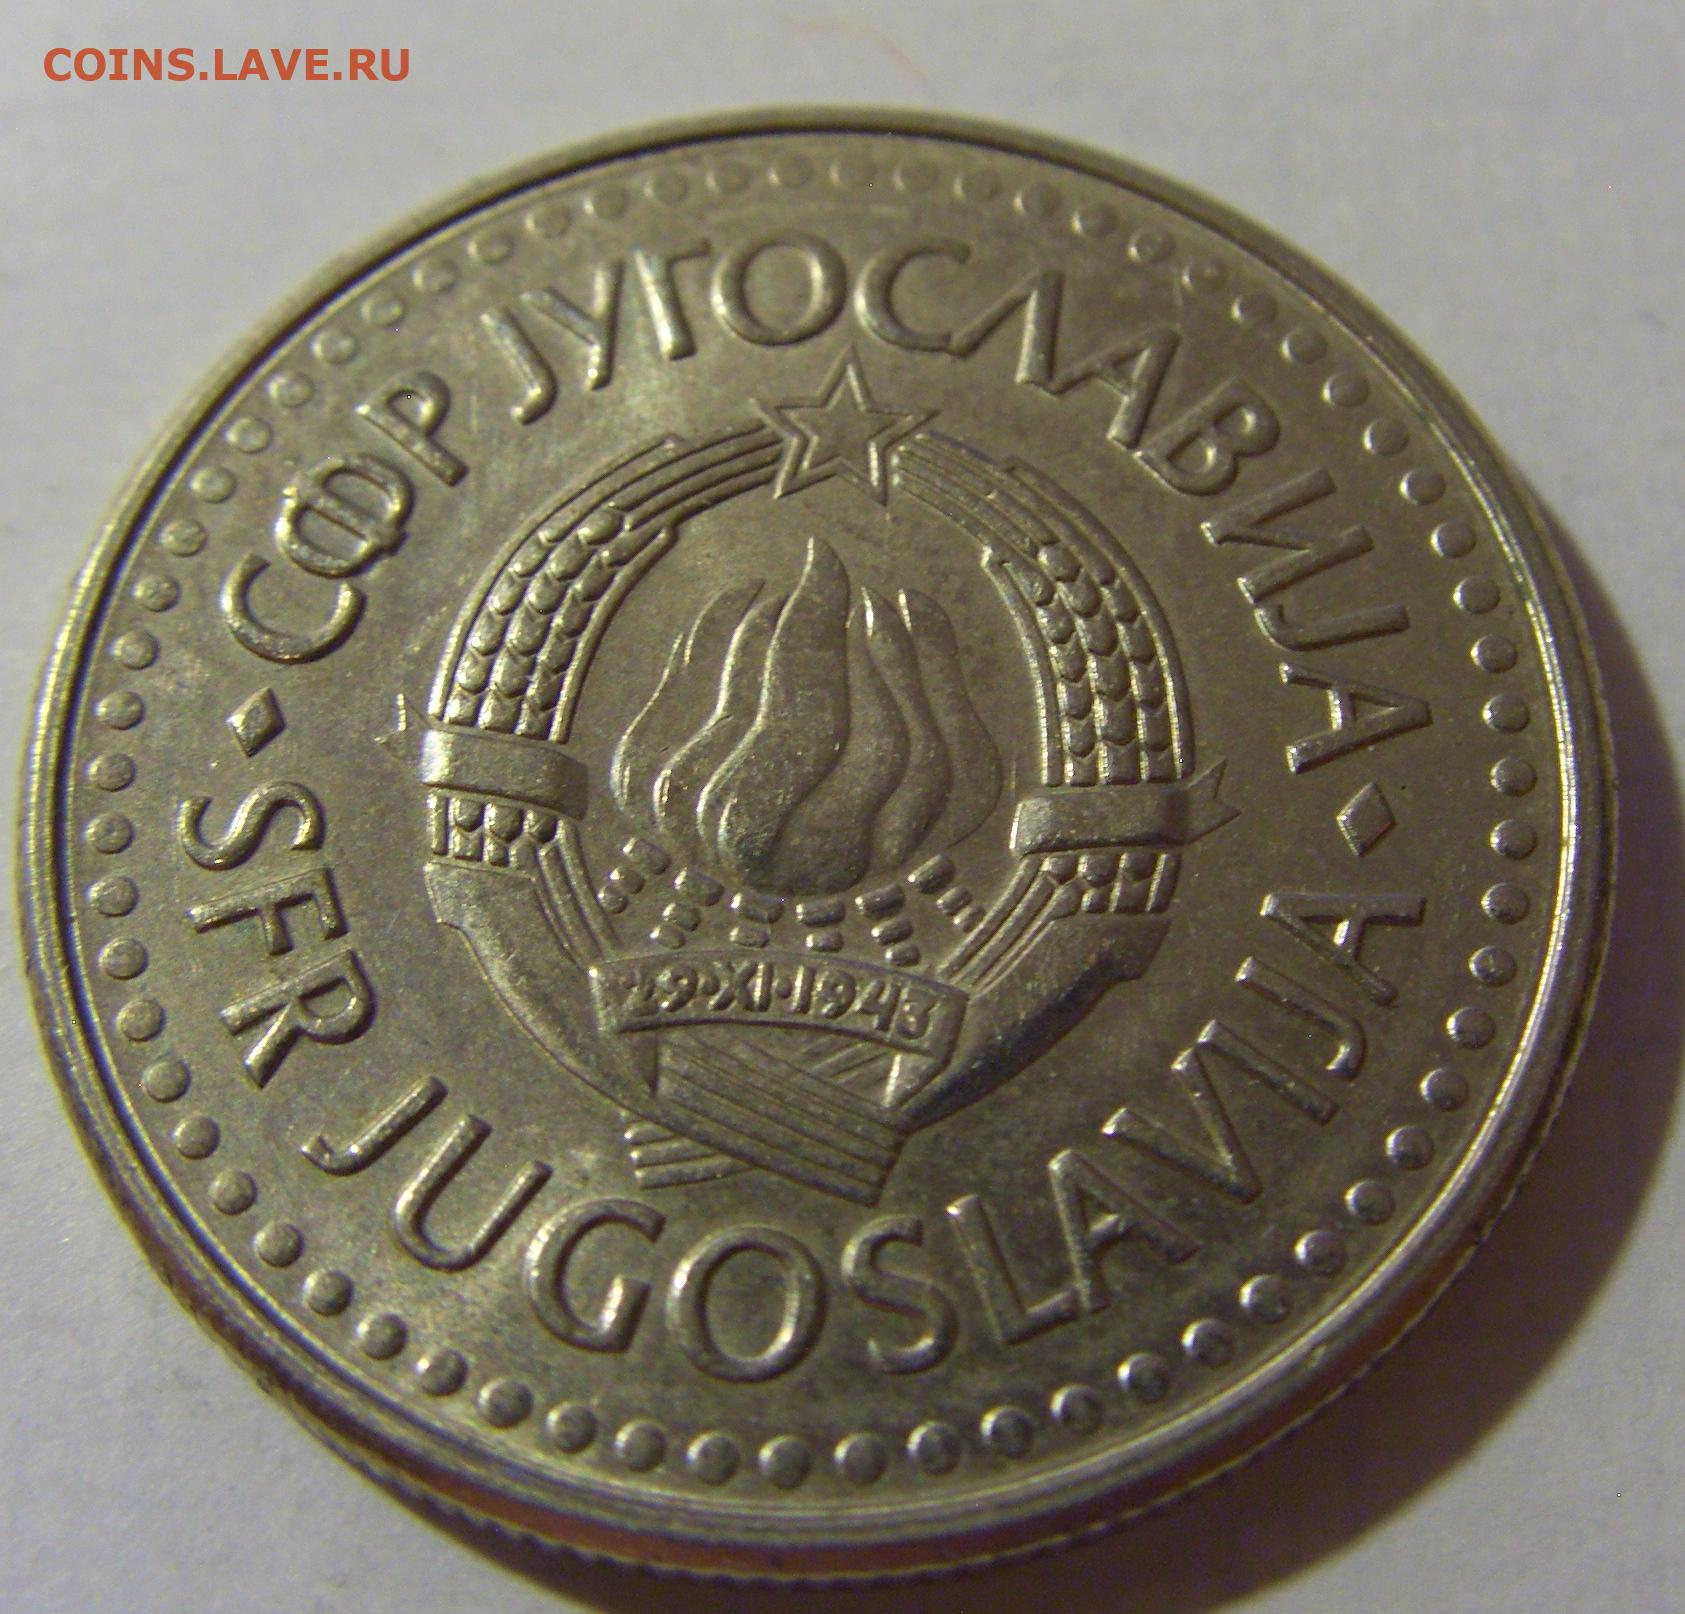 COINS.LAVE.RU
СФР ЈУГОСЛАВИЈА
29·XI·1943
SFR JUGOSLAVIJA